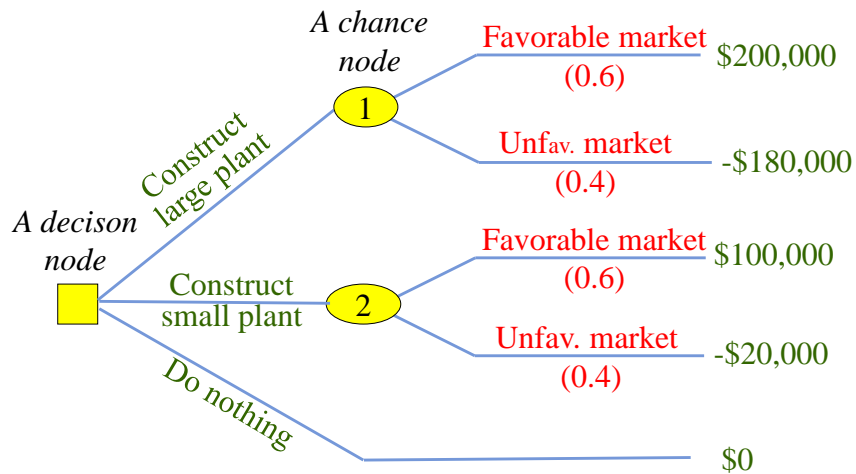 A chance
node
1
Favorable market
(0.6)
$200,000
Unfav. market
(0.4)
-$180,000
Construct
large plant
A decison
node
Construct
small plant
2
Favorable market
(0.6)
$100,000
Unfav. market
(0.4)
-$20,000
Do nothing
$0